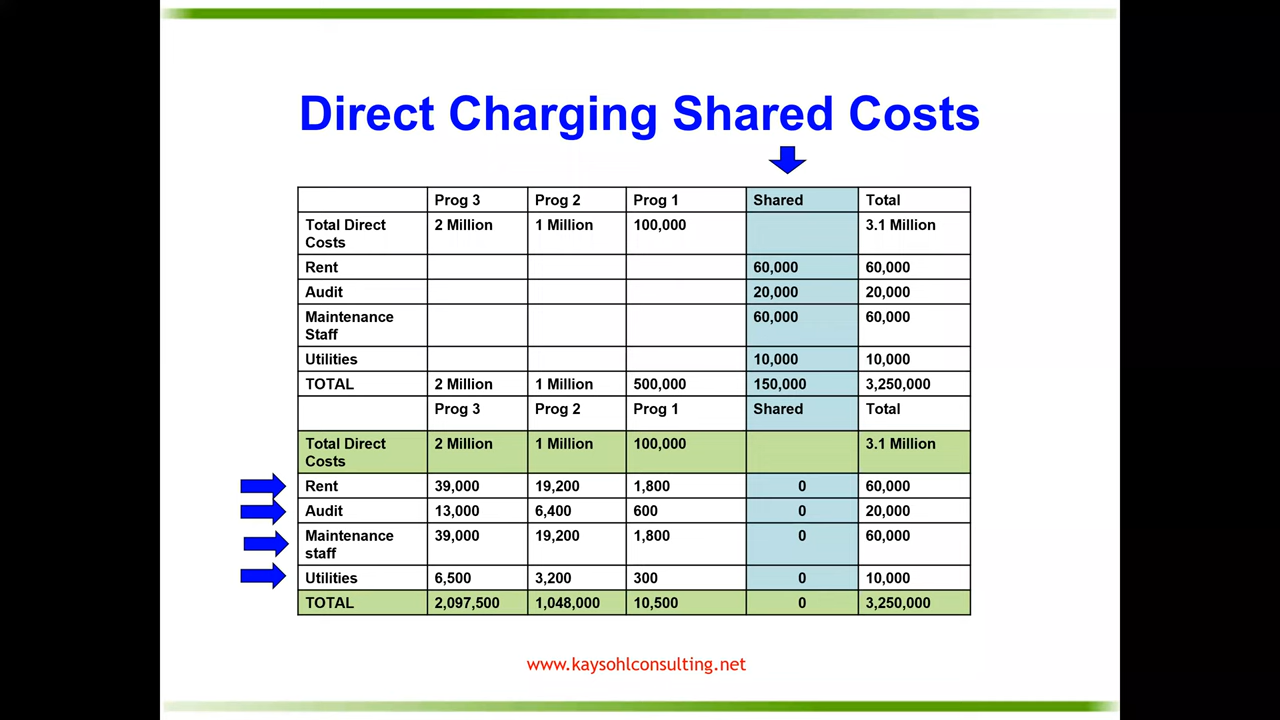 Direct Charging Shared Costs
Prog 3 Prog 2 Prog 1 Shared Total
Total Direct 2 Million 1 Million 100,000 3.1 Million
Costs
Rent 60,000 60,000
Audit 20,000 20,000
Maintenance 60,000 60,000
Staff
Utilities 10,000 10,000
TOTAL 2 Million 1 Million 500,000 150,000 3,250,000
Prog 3 Prog 2 Prog 1 Shared Total
Total Direct 2 Million 1 Million 100,000 3.1 Million
Costs
Rent 39,000 19,200 1,800 0 60,000
Audit 13,000 6,400 600 0 20,000
Maintenance 39,000 19,200 1,800 0 60,000
staff
Utilities 6,500 3,200 300 0 10,000
TOTAL 2,097,500 1,048,000 10,500 0 3,250,000
www.kaysohlconsulting.net